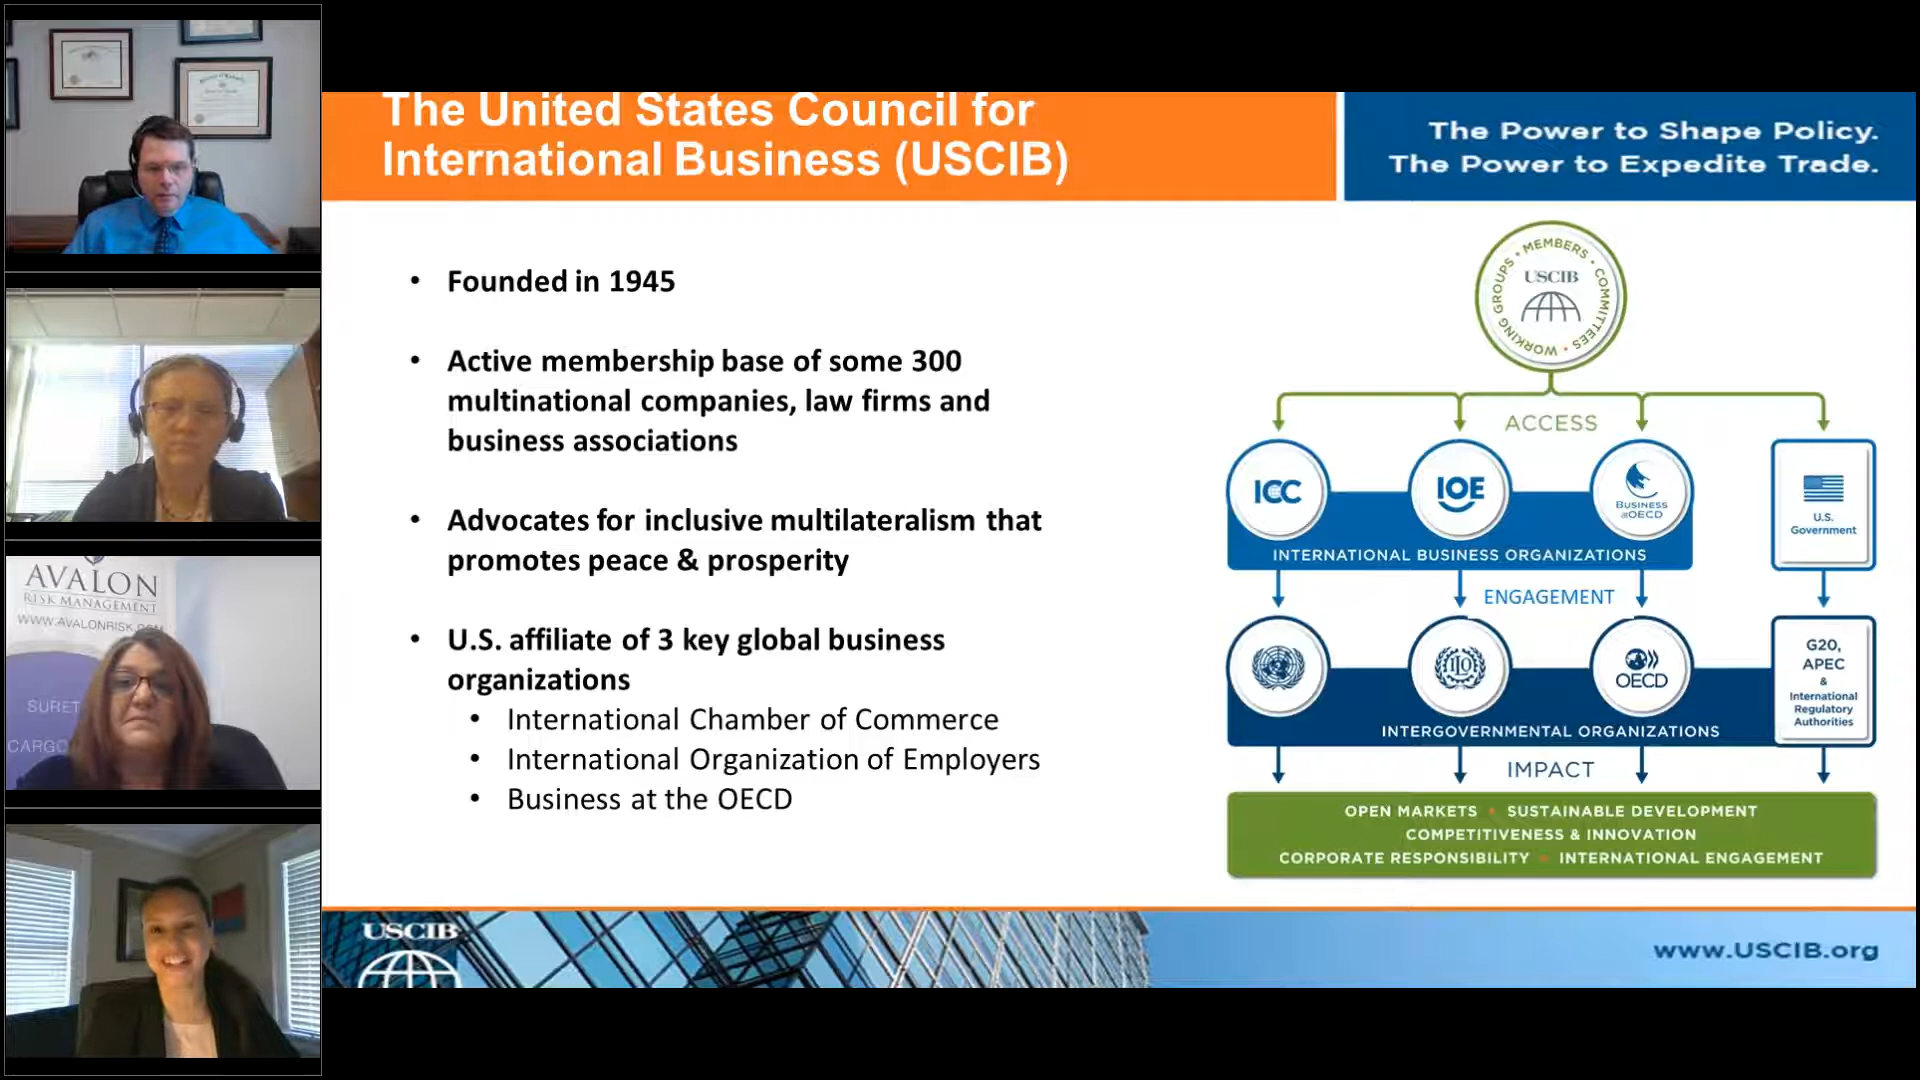 The United States Council for
International Business (USCIB)
The Power to Shape Policy.
The Power to Expedite Trade.
• Founded in 1945
• Active membership base of some 300
multinational companies, law firms and
business associations
• Advocates for inclusive multilateralism that
promotes peace & prosperity
• U.S. affiliate of 3 key global business
organizations
• International Chamber of Commerce
• International Organization of Employers
• Business at the OECD
WORKING GROUPS • MEMBERS • COMMITTEES •
USCIB
ACCESS
ICC
IOE
BUSINESS
at OECD
U.S.
Government
INTERNATIONAL BUSINESS ORGANIZATIONS
ENGAGEMENT
ILO
OECD
G20,
APEC
&
International
Regulatory
Authorities
INTERGOVERNMENTAL ORGANIZATIONS
IMPACT
OPEN MARKETS • SUSTAINABLE DEVELOPMENT
COMPETITIVENESS & INNOVATION
CORPORATE RESPONSIBILITY • INTERNATIONAL ENGAGEMENT
USCIB
www.USCIB.org
AVALON
RISK MANAGEMENT
WWW.AVALONRISK.COM
SURET
CARGO